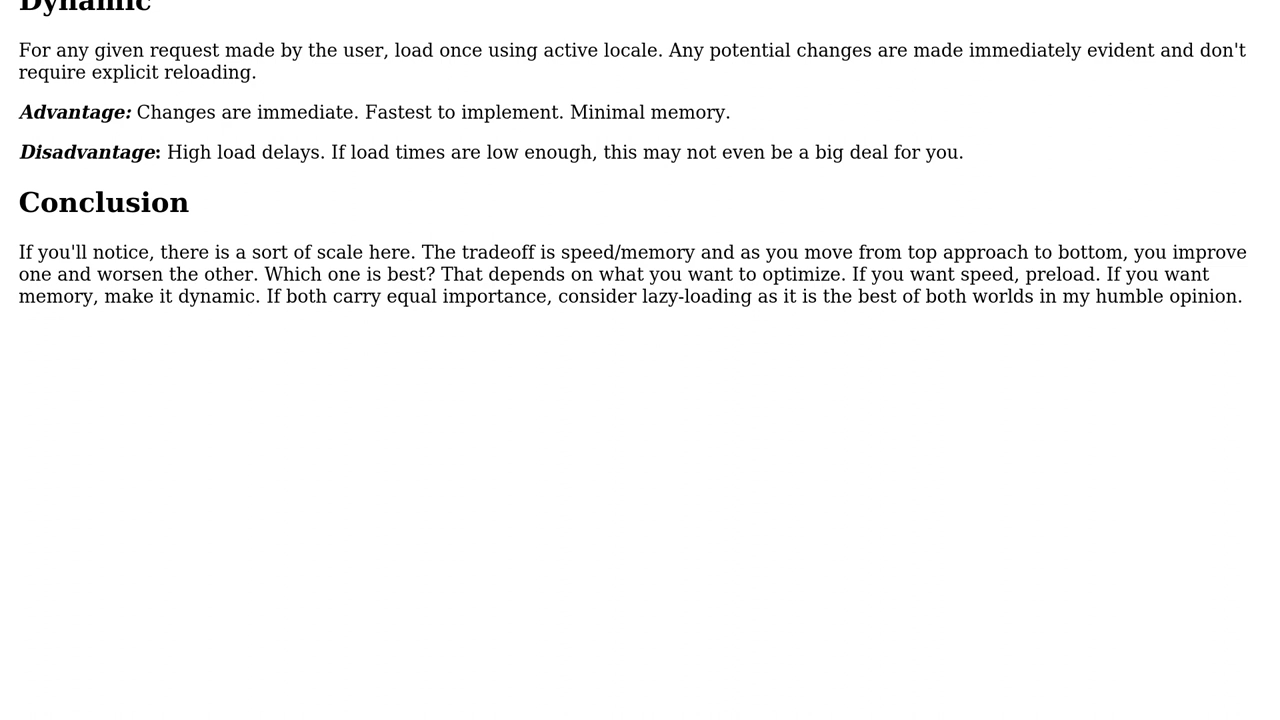 Dynamic
For any given request made by the user, load once using active locale. Any potential changes are made immediately evident and don't
require explicit reloading.
Advantage: Changes are immediate. Fastest to implement. Minimal memory.
Disadvantage: High load delays. If load times are low enough, this may not even be a big deal for you.
Conclusion
If you'll notice, there is a sort of scale here. The tradeoff is speed/memory and as you move from top approach to bottom, you improve
one and worsen the other. Which one is best? That depends on what you want to optimize. If you want speed, preload. If you want
memory, make it dynamic. If both carry equal importance, consider lazy-loading as it is the best of both worlds in my humble opinion.